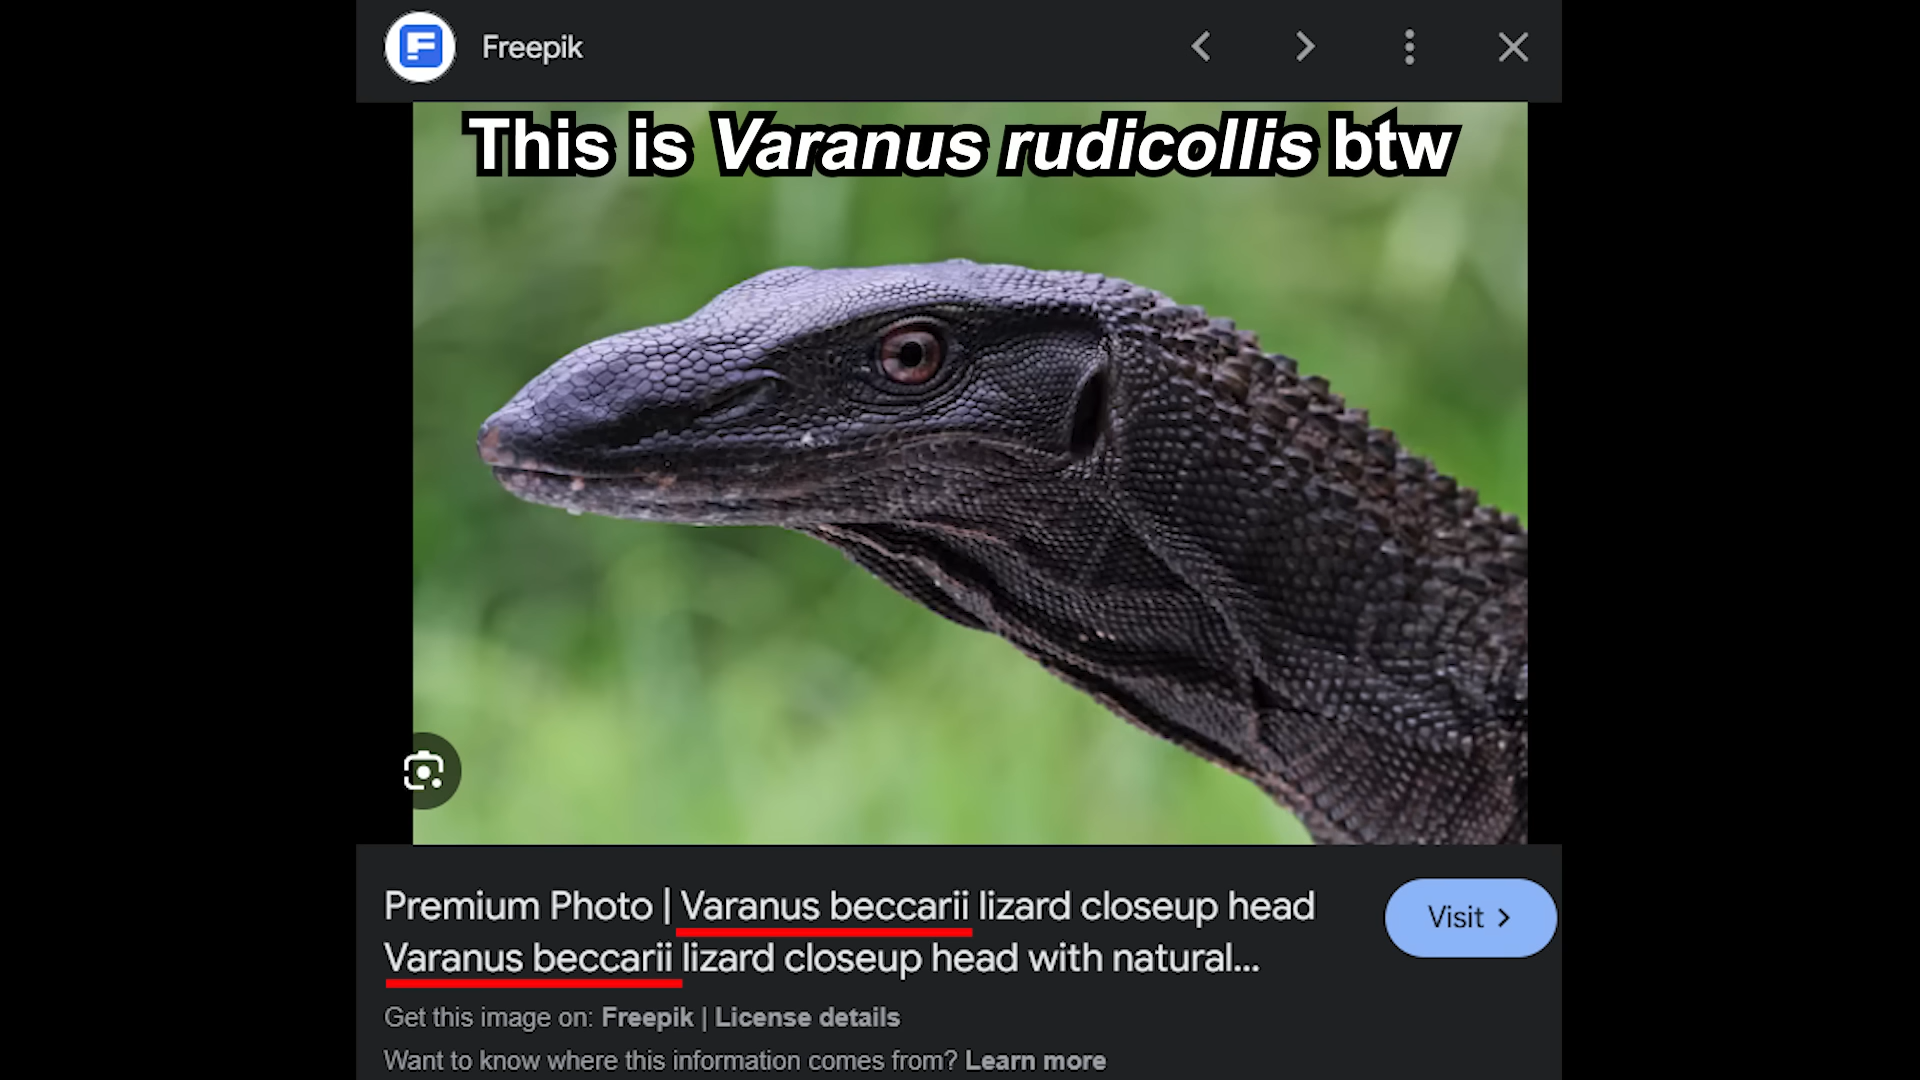 Freepik
This is Varanus rudicollis btw
Premium Photo | Varanus beccarii lizard closeup head
Varanus beccarii lizard closeup head with natural...
Visit
Get this image on: Freepik | License details
Want to know where this information comes from? Learn more